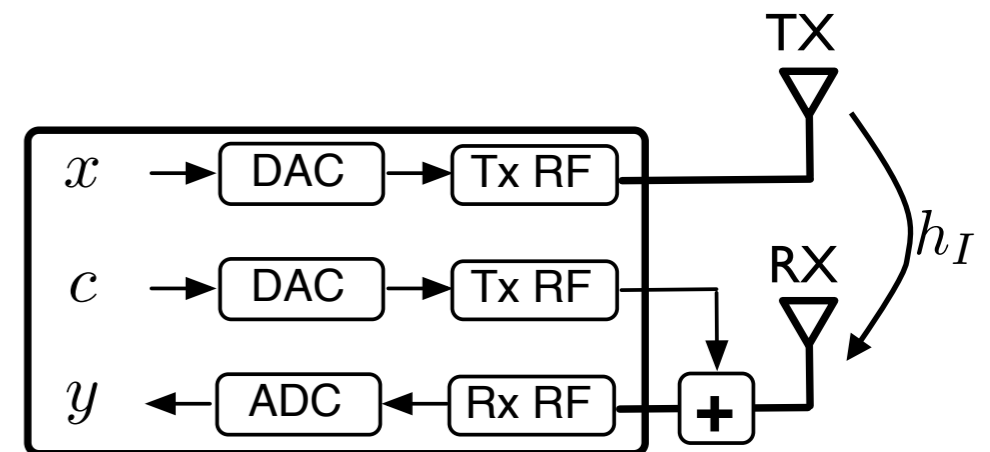 TX
x DAC Tx RF
h_I
c DAC Tx RF
RX
y ADC Rx RF
+